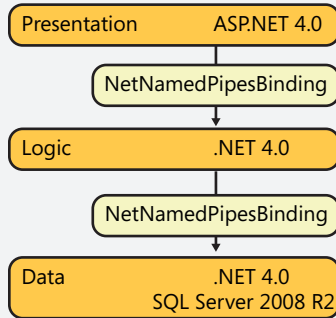 Presentation ASP.NET 4.0
NetNamedPipesBinding
Logic .NET 4.0
NetNamedPipesBinding
Data .NET 4.0
SQL Server 2008 R2